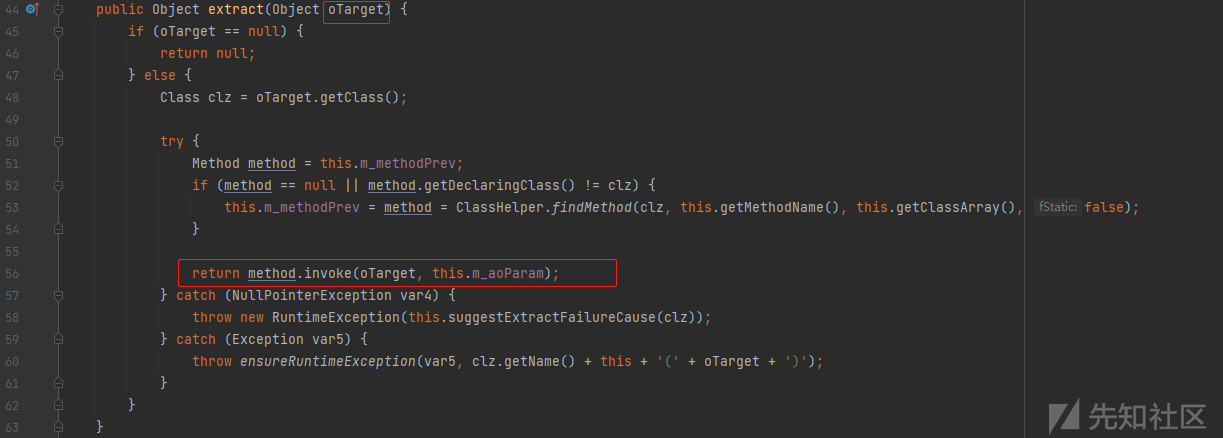 44 public Object extract(Object oTarget) {
45 if (oTarget == null) {
46 return null;
47 } else {
48 Class clz = oTarget.getClass();
49
50 try {
51 Method method = this.m_methodPrev;
52 if (method == null || method.getDeclaringClass() != clz) {
53 this.m_methodPrev = method = ClassHelper.findMethod(clz, this.getMethodName(), this.getClassArray(), fStatic: false);
54 }
55
56 return method.invoke(oTarget, this.m_aoParam);
57 } catch (NullPointerException var4) {
58 throw new RuntimeException(this.suggestExtractFailureCause(clz));
59 } catch (Exception var5) {
60 throw ensureRuntimeException(var5, clz.getName() + this + '(' + oTarget + ')');
61 }
62 }
63 }
先知社区